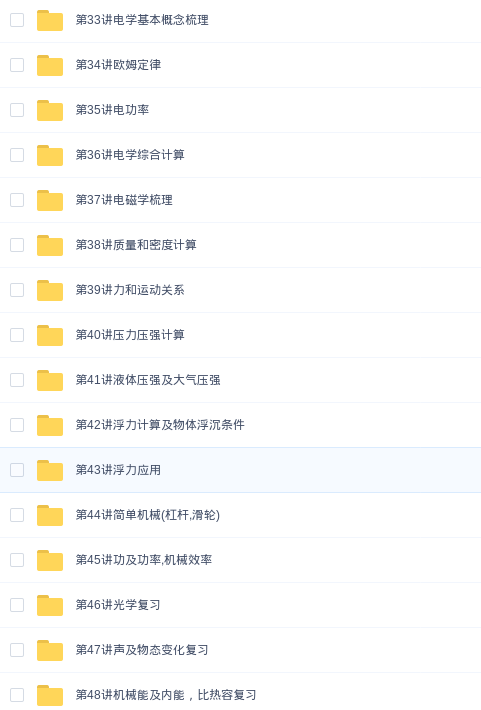 第33讲电学基本概念梳理
第34讲欧姆定律
第35讲电功率
第36讲电学综合计算
第37讲电磁学梳理
第38讲质量和密度计算
第39讲力和运动关系
第40讲压力压强计算
第41讲液体压强及大气压强
第42讲浮力计算及物体浮沉条件
第43讲浮力应用
第44讲简单机械(杠杆,滑轮)
第45讲功及功率,机械效率
第46讲光学复习
第47讲声及物态变化复习
第48讲机械能及内能，比热容复习